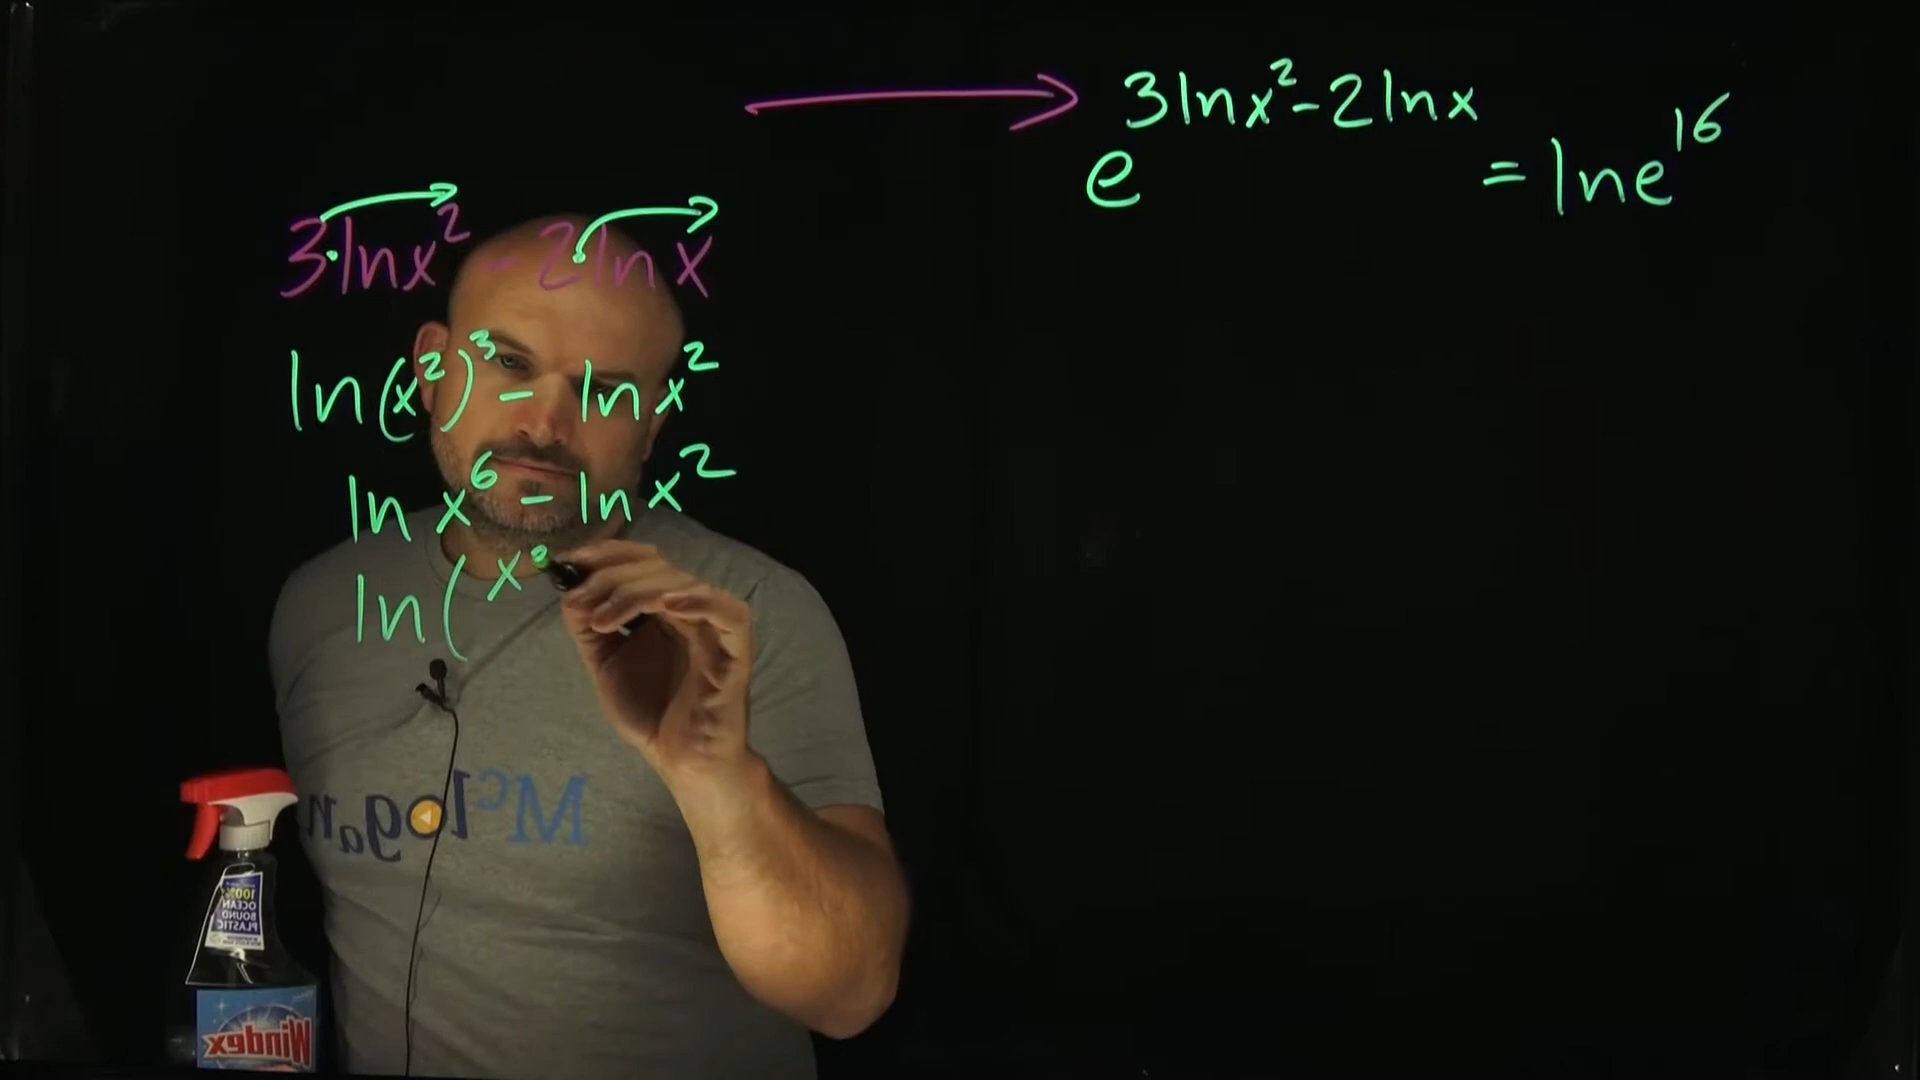 e^{3lnx²-2lnx} = lne^{16}
3·lnx² - 2·lnx
ln(x²)³ - lnx²
lnx⁶ - lnx²
ln(x
Mclogan
100%
OCEAN
BOUND
PLASTIC
Windex